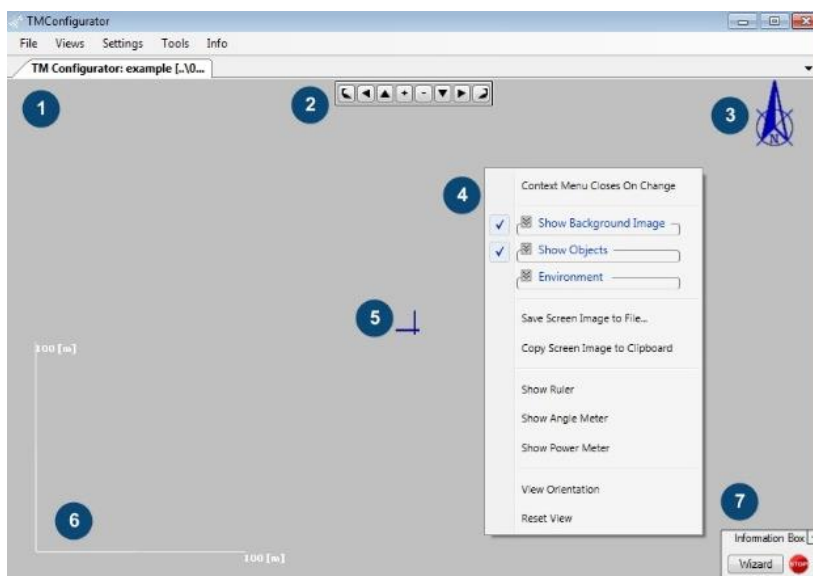 TMConfigurator
File Views Settings Tools Info
TM Configurator: example [..\0...
1
2
3
N
4
Context Menu Closes On Change
Show Background Image
Show Objects
Environment
Save Screen Image to File...
Copy Screen Image to Clipboard
Show Ruler
Show Angle Meter
Show Power Meter
View Orientation
Reset View
5
100 [m]
6
100 [m]
7
Information Box
Wizard STOP